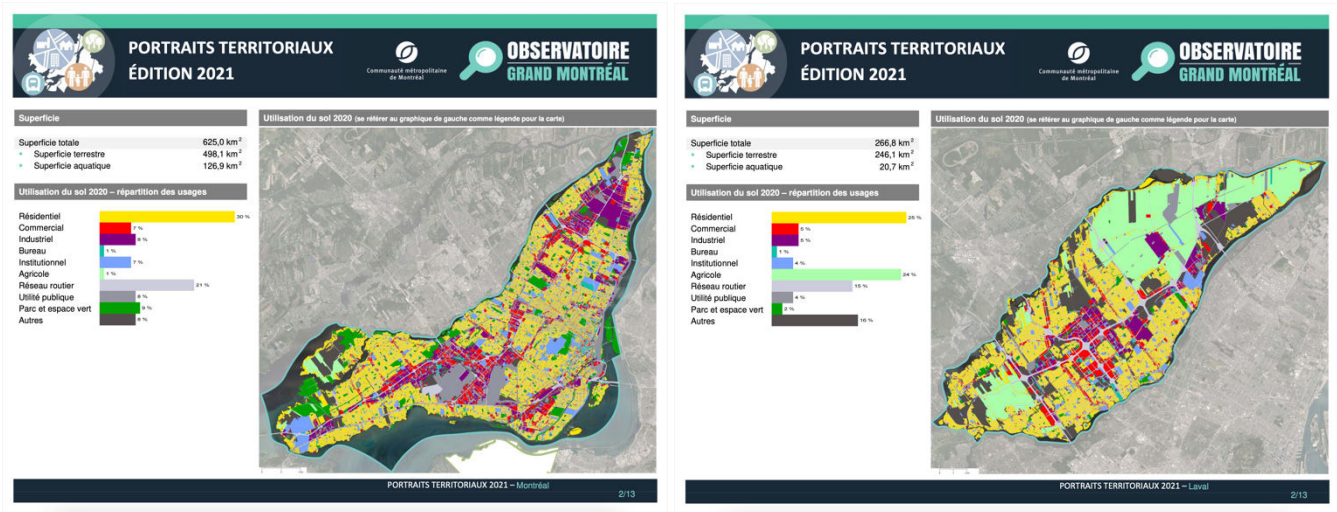 PORTRAITS TERRITORIAUX
ÉDITION 2021
Communauté métropolitaine
de Montréal
OBSERVATOIRE
GRAND MONTRÉAL
Superficie
Superficie totale 625,0 km²
Superficie terrestre 498,1 km²
Superficie aquatique 126,9 km²
Utilisation du sol 2020 – répartition des usages
Résidentiel 30 %
Commercial 7 %
Industriel 8 %
Bureau 1 %
Institutionnel 7 %
Agricole 1 %
Réseau routier 21 %
Utilité publique 8 %
Parc et espace vert 9 %
Autres 8 %
Utilisation du sol 2020 (se référer au graphique de gauche comme légende pour la carte)
PORTRAITS TERRITORIAUX 2021 – Montréal
2/13
PORTRAITS TERRITORIAUX
ÉDITION 2021
Communauté métropolitaine
de Montréal
OBSERVATOIRE
GRAND MONTRÉAL
Superficie
Superficie totale 266,8 km²
Superficie terrestre 246,1 km²
Superficie aquatique 20,7 km²
Utilisation du sol 2020 – répartition des usages
Résidentiel 25 %
Commercial 5 %
Industriel 5 %
Bureau 1 %
Institutionnel 4 %
Agricole 24 %
Réseau routier 15 %
Utilité publique 4 %
Parc et espace vert 2 %
Autres 16 %
Utilisation du sol 2020 (se référer au graphique de gauche comme légende pour la carte)
PORTRAITS TERRITORIAUX 2021 – Laval
2/13